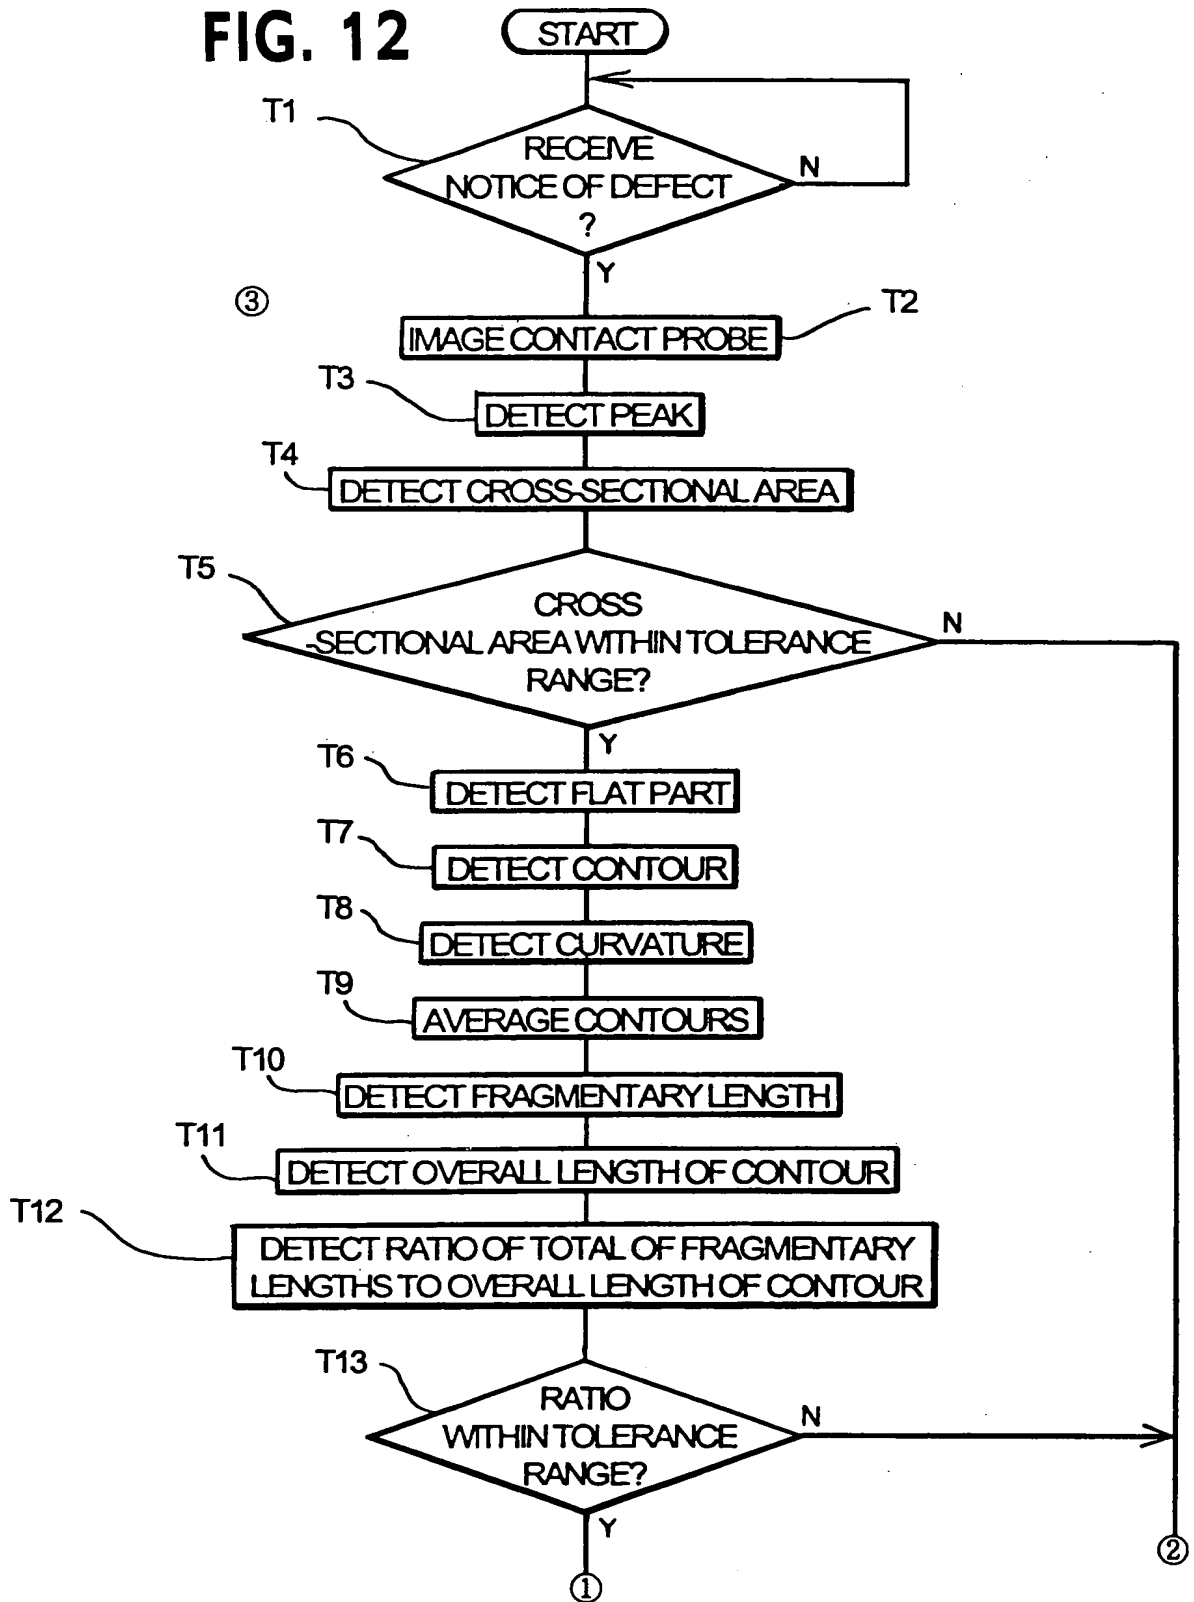 FIG. 12
START
T1
RECEIVE
NOTICE OF DEFECT
?
N
Y
③
T2
IMAGE CONTACT PROBE
T3
DETECT PEAK
T4
DETECT CROSS-SECTIONAL AREA
T5
CROSS
-SECTIONAL AREA WITHIN TOLERANCE
RANGE?
N
Y
T6
DETECT FLAT PART
T7
DETECT CONTOUR
T8
DETECT CURVATURE
T9
AVERAGE CONTOURS
T10
DETECT FRAGMENTARY LENGTH
T11
DETECT OVERALL LENGTH OF CONTOUR
T12
DETECT RATIO OF TOTAL OF FRAGMENTARY
LENGTHS TO OVERALL LENGTH OF CONTOUR
T13
RATIO
WITHIN TOLERANCE
RANGE?
N
Y
②
①